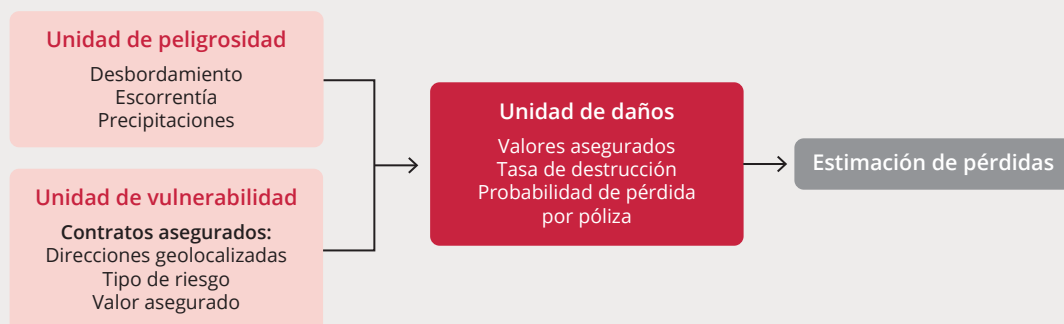 Unidad de peligrosidad
Desbordamiento
Escorrentía
Precipitaciones
Unidad de vulnerabilidad
Contratos asegurados:
Direcciones geolocalizadas
Tipo de riesgo
Valor asegurado
Unidad de daños
Valores asegurados
Tasa de destrucción
Probabilidad de pérdida
por póliza
Estimación de pérdidas